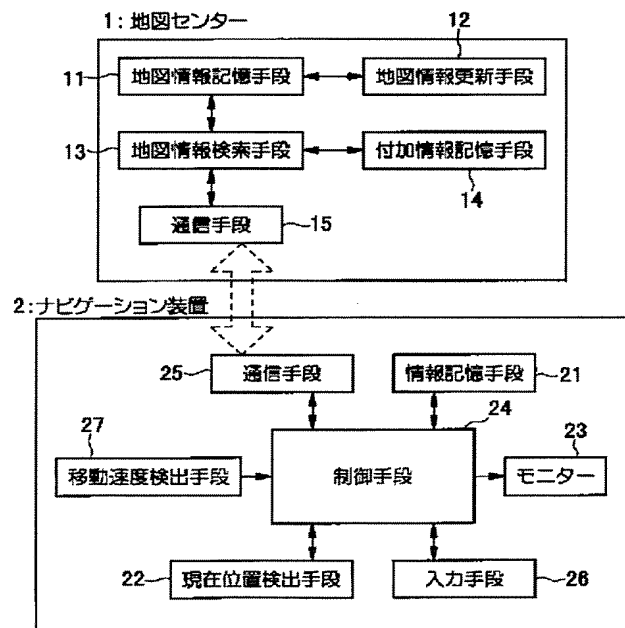 1:地図センター
12
11
地図情報記憶手段
地図情報更新手段
13
地図情報検索手段
付加情報記憶手段
14
通信手段
15
2:ナビゲーション装置
25
通信手段
情報記憶手段
21
24
27
23
移動速度検出手段
制御手段
モニター
22
現在位置検出手段
入力手段
26